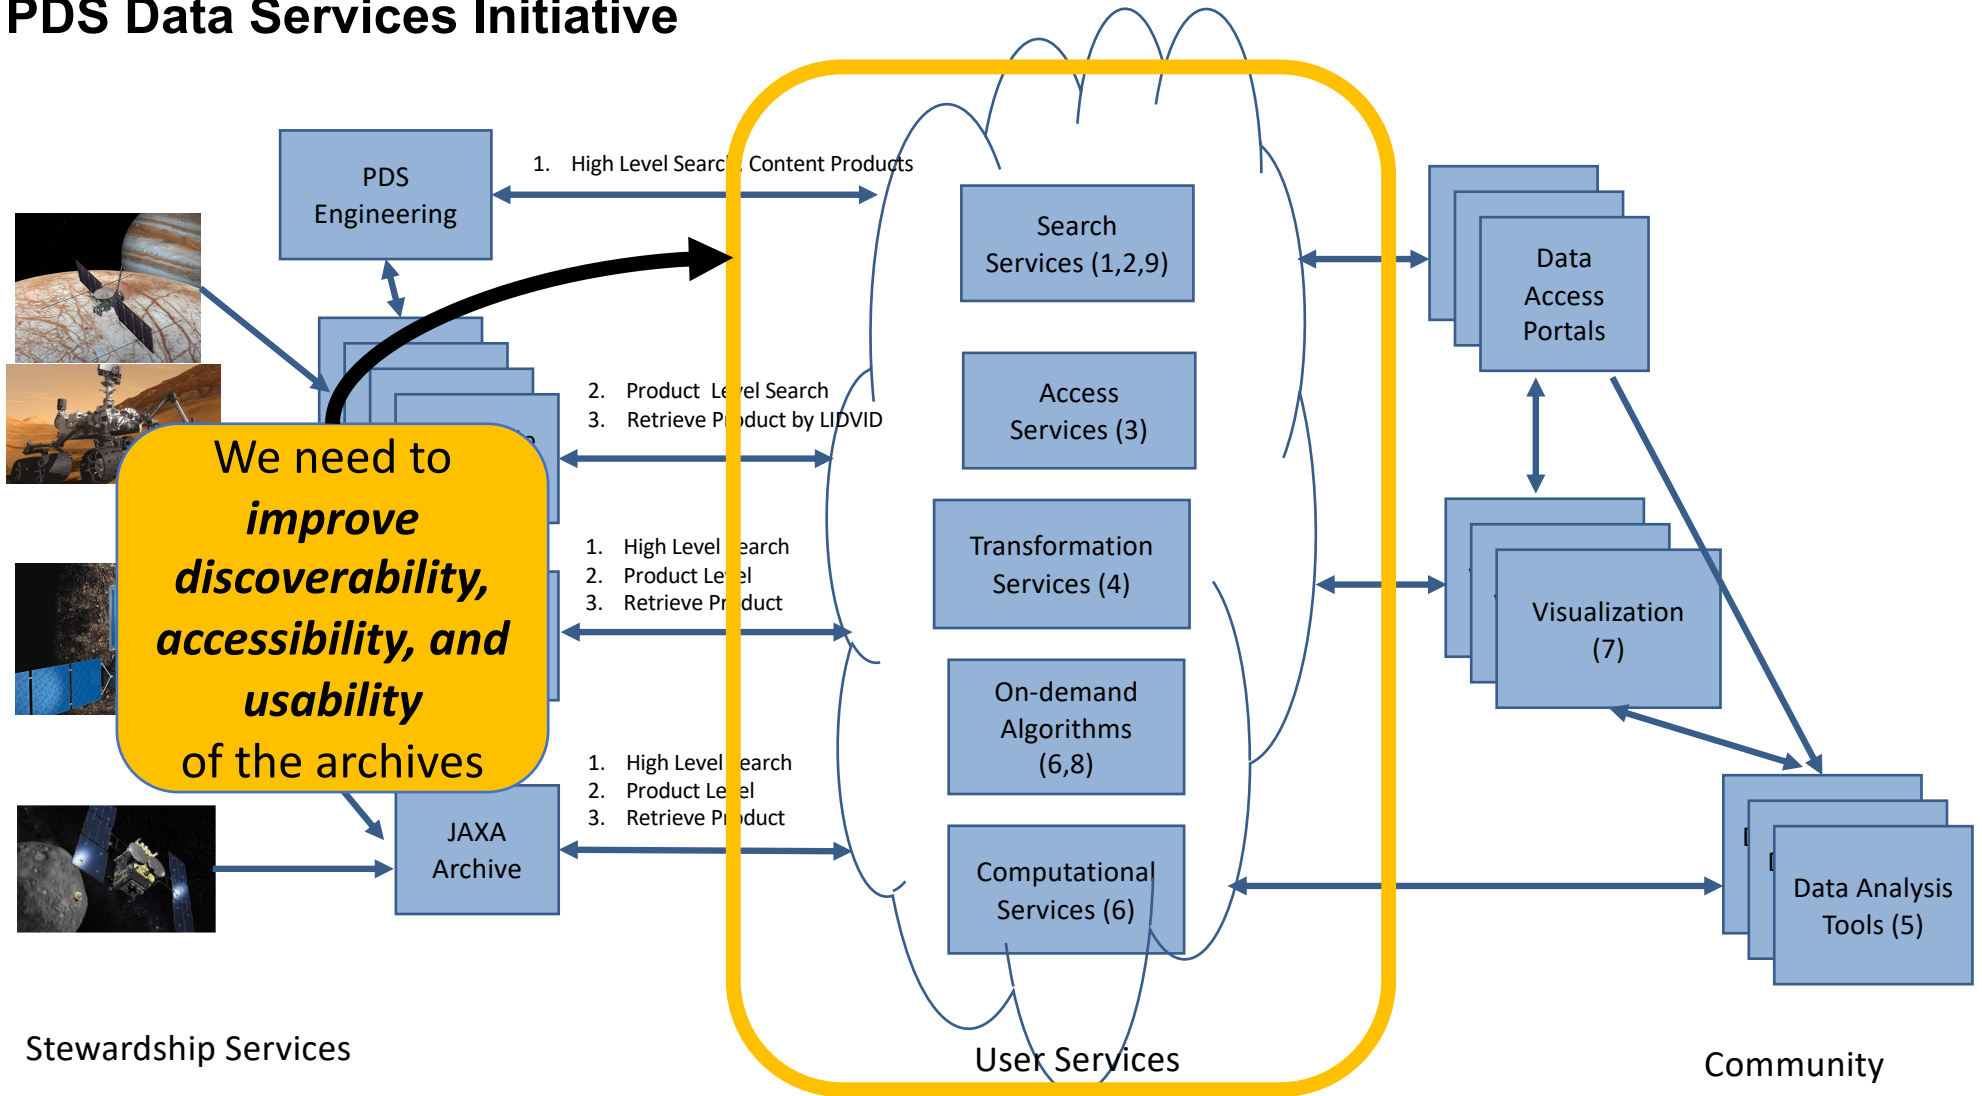 PDS Data Services Initiative
PDS
Engineering
1. High Level Search, Content Products
2. Product Level Search
3. Retrieve Product by LIDVID
We need to
improve
discoverability,
accessibility, and
usability
of the archives
1. High Level Search
2. Product Level
3. Retrieve Product
1. High Level Search
2. Product Level
3. Retrieve Product
JAXA
Archive
Stewardship Services
Search
Services (1,2,9)
Access
Services (3)
Transformation
Services (4)
On-demand
Algorithms
(6,8)
Computational
Services (6)
User Services
Data
Access
Portals
Visualization
(7)
Data Analysis
Tools (5)
Community